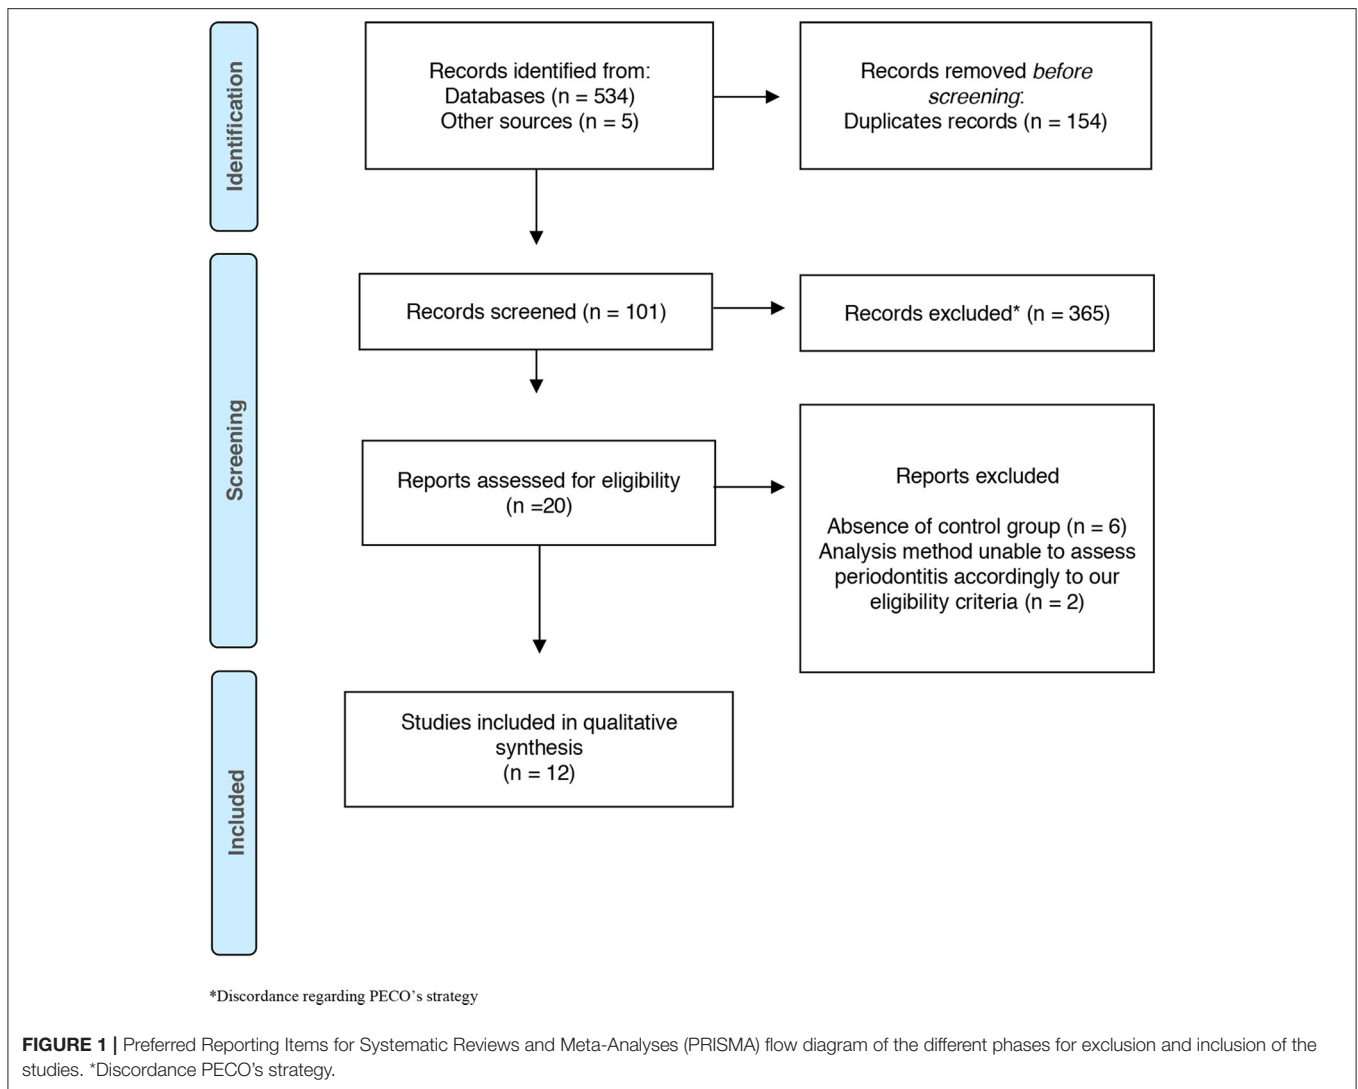 Identification
Records identified from:
Databases (n = 534)
Other sources (n = 5)
Records removed before
screening:
Duplicates records (n = 154)
Screening
Records screened (n = 101)
Records excluded* (n = 365)
Reports assessed for eligibility
(n =20)
Reports excluded
Absence of control group (n = 6)
Analysis method unable to assess
periodontitis accordingly to our
eligibility criteria (n = 2)
Included
Studies included in qualitative
synthesis
(n = 12)
*Discordance regarding PECO's strategy
FIGURE 1 | Preferred Reporting Items for Systematic Reviews and Meta-Analyses (PRISMA) flow diagram of the different phases for exclusion and inclusion of the
studies. *Discordance PECO's strategy.